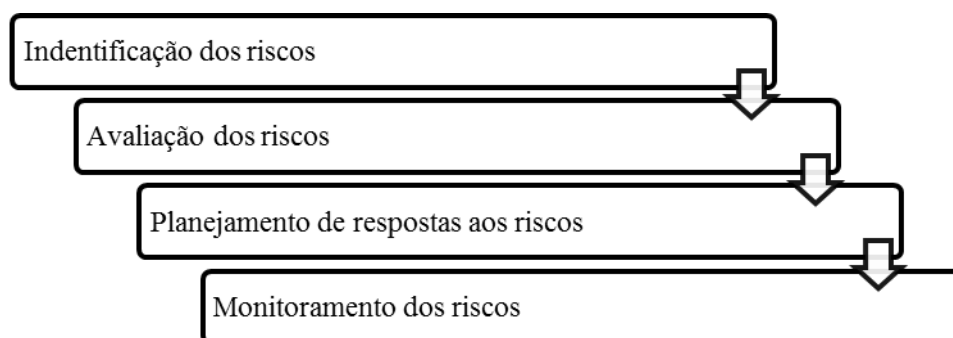 Indentificação dos riscos
Avaliação dos riscos
Planejamento de respostas aos riscos
Monitoramento dos riscos